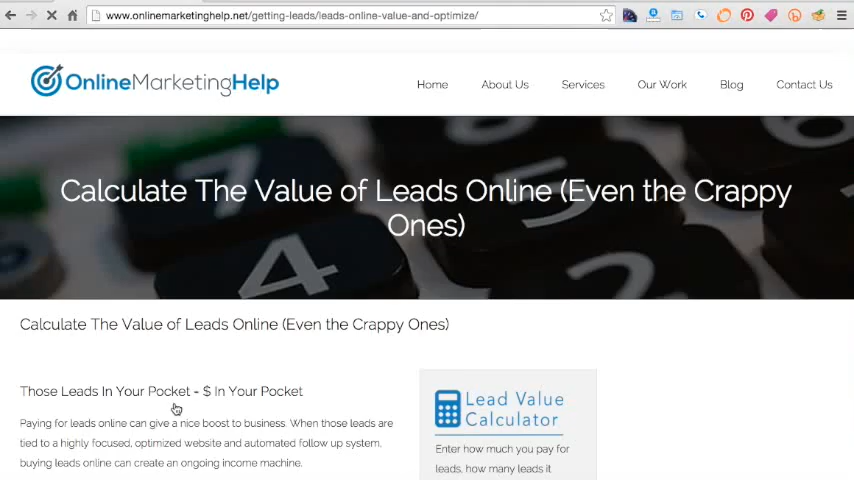 www.onlinemarketinghelp.net/getting-leads/leads-online-value-and-optimize/
OnlineMarketingHelp
Home About Us Services Our Work Blog Contact Us
7
5
4
Calculate The Value of Leads Online (Even the Crappy
Ones)
Calculate The Value of Leads Online (Even the Crappy Ones)
Those Leads In Your Pocket = $ In Your Pocket
Paying for leads online can give a nice boost to business. When those leads are
tied to a highly focused, optimized website and automated follow up system,
buying leads online can create an ongoing income machine.
Lead Value
Calculator
Enter how much you pay for
leads, how many leads it